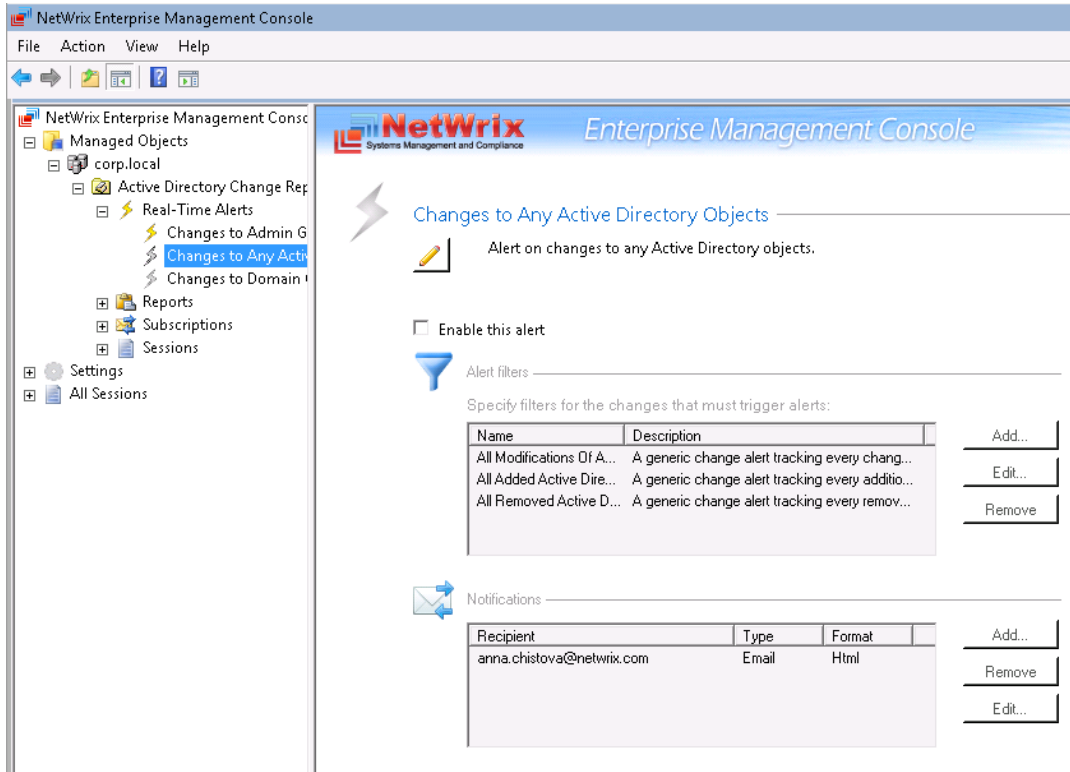 NetWrix Enterprise Management Console
File Action View Help
NetWrix Enterprise Management Consc
Managed Objects
corp.local
Active Directory Change Rep
Real-Time Alerts
Changes to Admin G
Changes to Any Activ
Changes to Domain
Reports
Subscriptions
Sessions
Settings
All Sessions
NetWrix
Systems Management and Compliance
Enterprise Management Console
Changes to Any Active Directory Objects
Alert on changes to any Active Directory objects.
Enable this alert
Alert filters
Specify filters for the changes that must trigger alerts:
Name Description
All Modifications Of A... A generic change alert tracking every chang...
All Added Active Dire... A generic change alert tracking every additio...
All Removed Active D... A generic change alert tracking every remov...
Add...
Edit...
Remove
Notifications
Recipient Type Format
anna.chistova@netwrix.com Email Html
Add...
Remove
Edit...